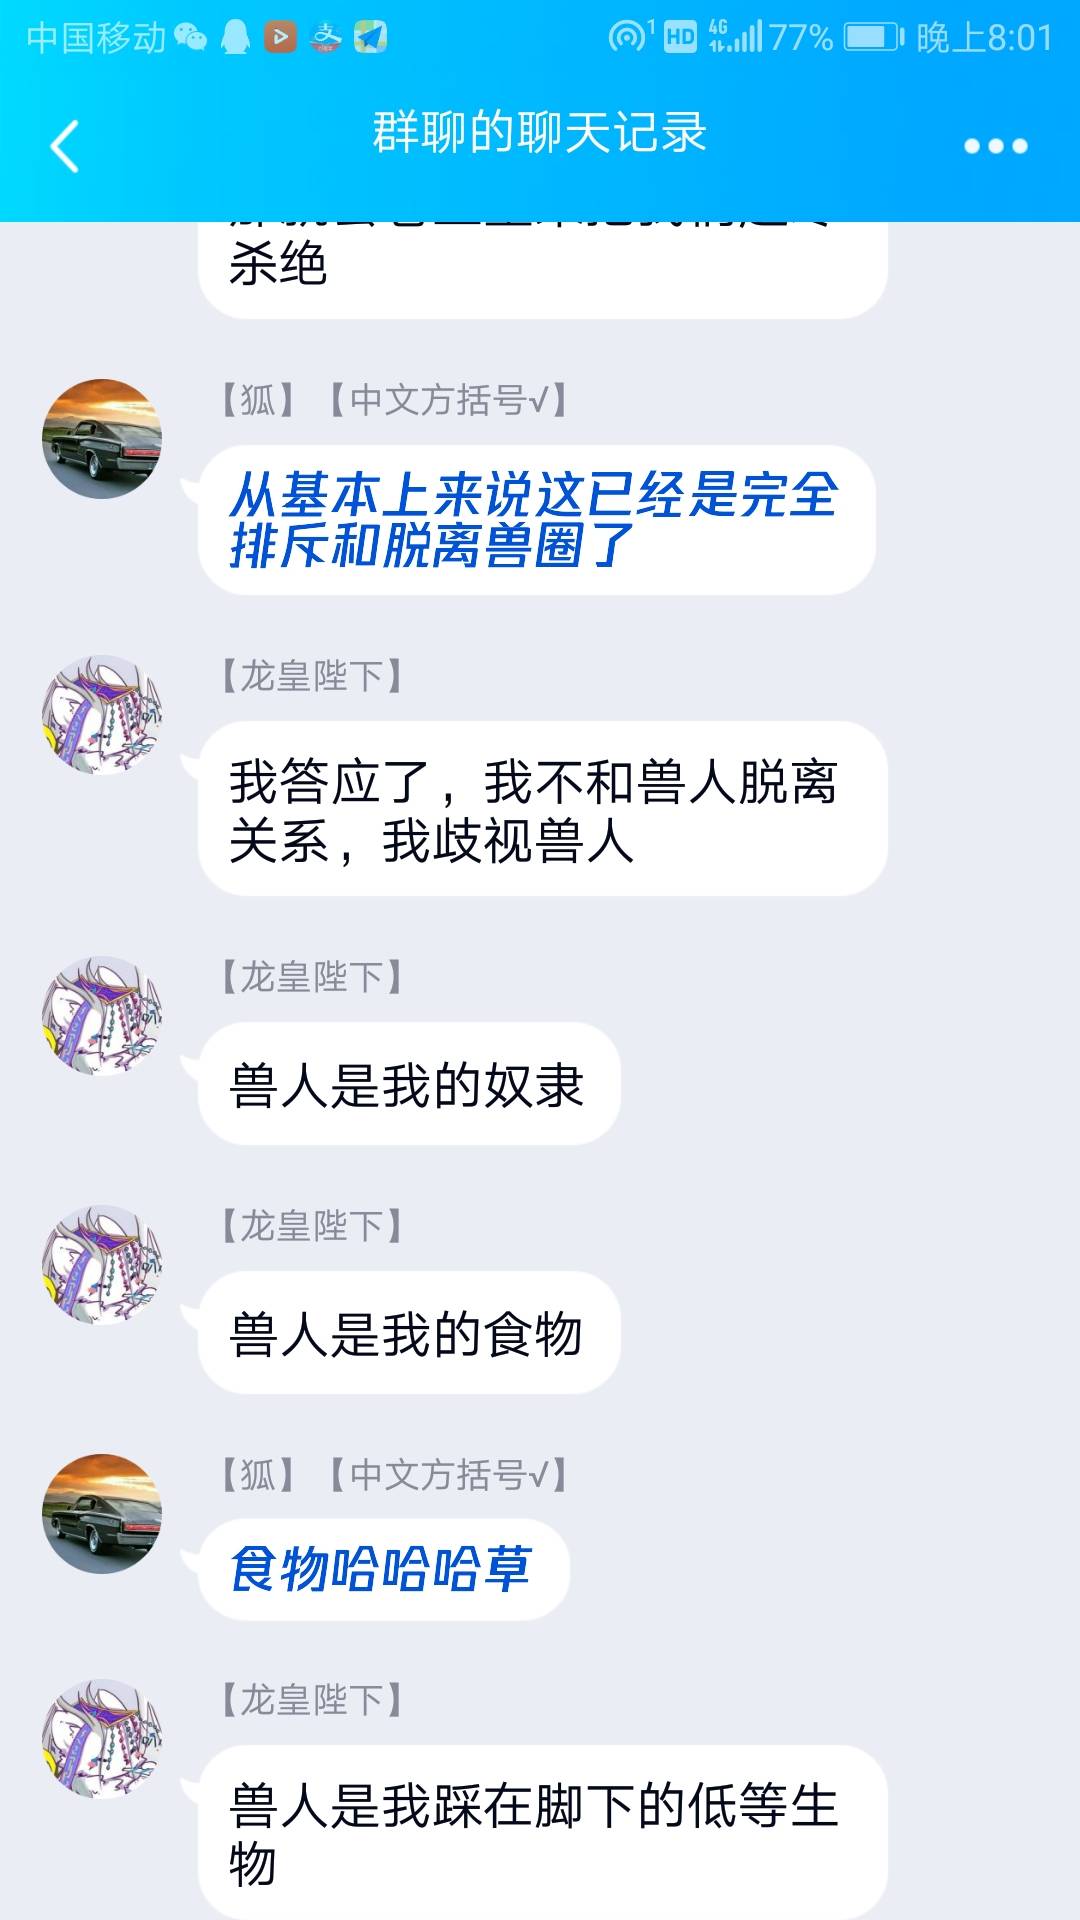 中国移动 1 HD 4G 77% 晚上8:01
群聊的聊天记录
杀绝
【狐】【中文方括号√】
从基本上来说这已经是完全
排斥和脱离兽圈了
【龙皇陛下】
我答应了，我不和兽人脱离
关系，我歧视兽人
【龙皇陛下】
兽人是我的奴隶
【龙皇陛下】
兽人是我的食物
【狐】【中文方括号√】
食物哈哈哈草
【龙皇陛下】
兽人是我踩在脚下的低等生
物